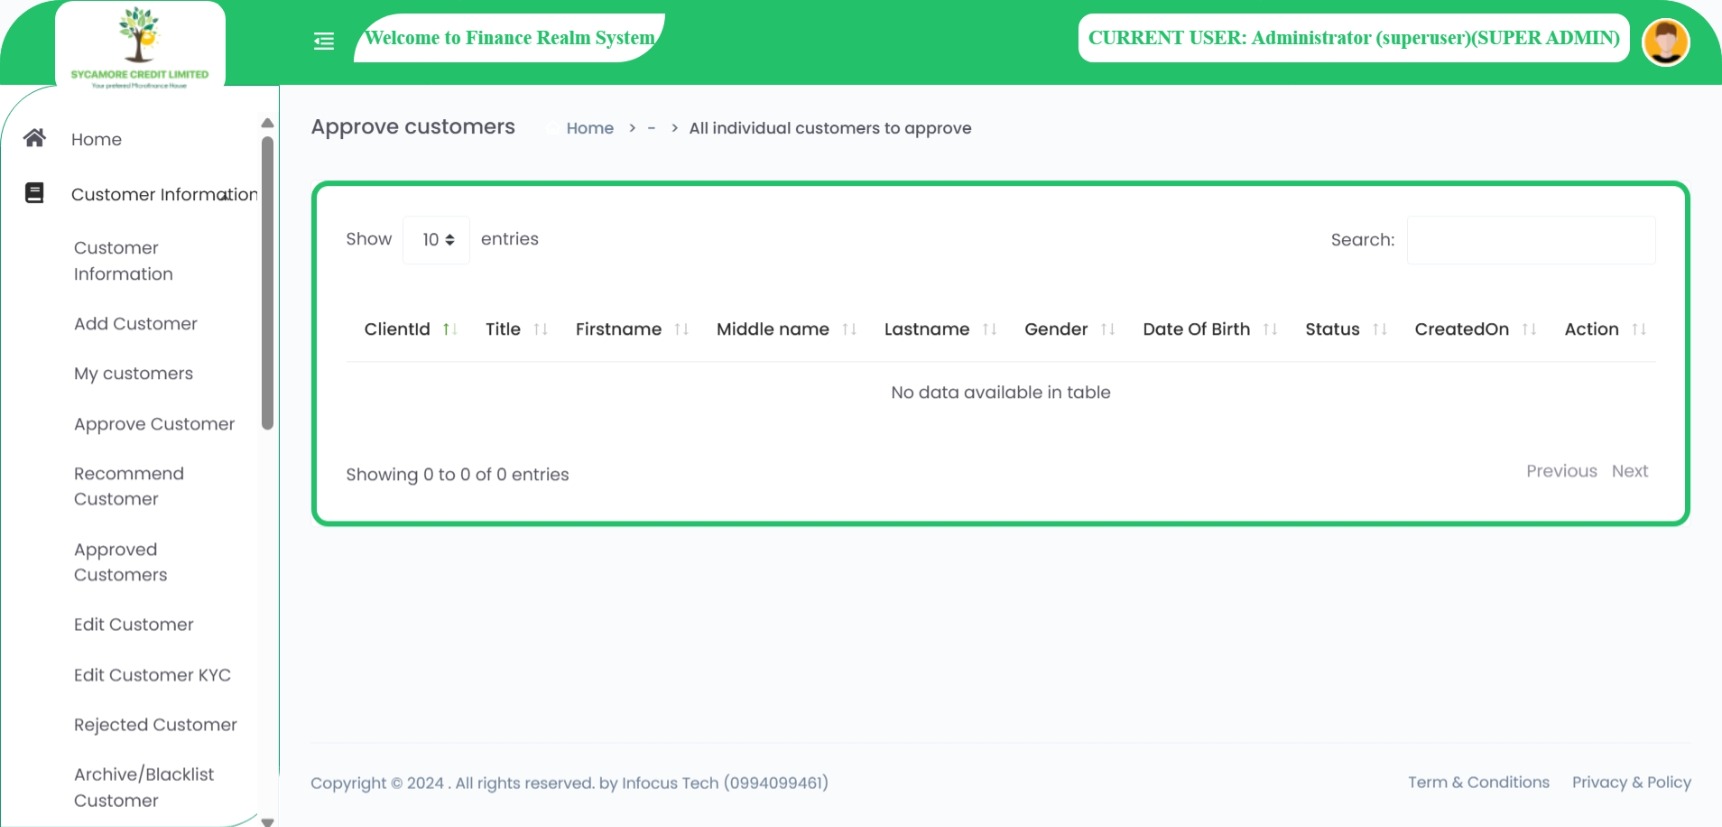 SYCAMORE CREDIT LIMITED
Your preferred Microfinance House
Welcome to Finance Realm System
CURRENT USER: Administrator (superuser)(SUPER ADMIN)
Home
Customer Information
Customer
Information
Add Customer
My customers
Approve Customer
Recommend
Customer
Approved
Customers
Edit Customer
Edit Customer KYC
Rejected Customer
Archive/Blacklist
Customer
Approve customers
Home > - > All individual customers to approve
Show 10 entries
Search:
ClientId Title Firstname Middle name Lastname Gender Date Of Birth Status CreatedOn Action
No data available in table
Showing 0 to 0 of 0 entries
Previous Next
Copyright © 2024 . All rights reserved. by Infocus Tech (0994099461)
Term & Conditions Privacy & Policy